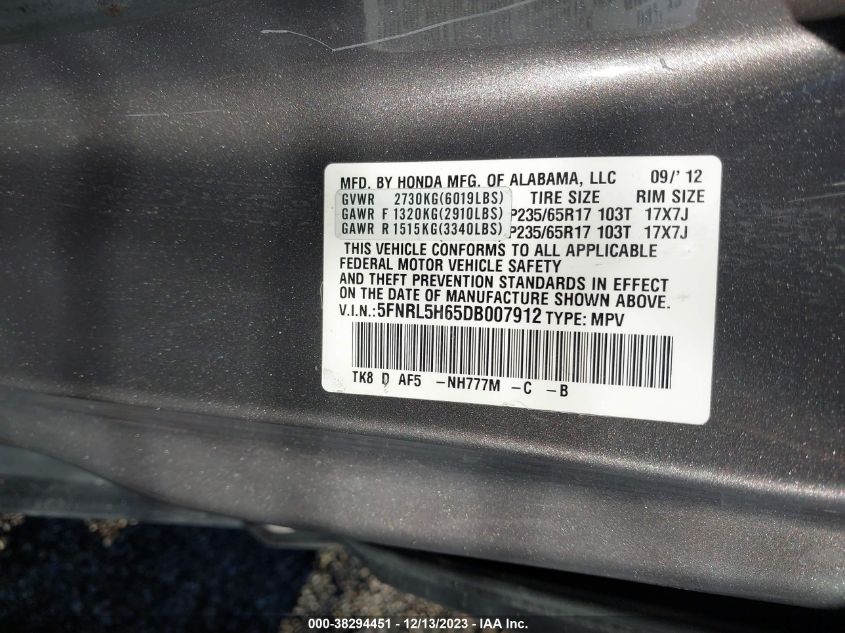 MFD. BY HONDA MFG. OF ALABAMA, LLC 09/' 12
GVWR 2730KG(6019LBS) TIRE SIZE RIM SIZE
GAWR F 1320KG(2910LBS) P235/65R17 103T 17X7J
GAWR R 1515KG(3340LBS) P235/65R17 103T 17X7J
THIS VEHICLE CONFORMS TO ALL APPLICABLE
FEDERAL MOTOR VEHICLE SAFETY
AND THEFT PREVENTION STANDARDS IN EFFECT
ON THE DATE OF MANUFACTURE SHOWN ABOVE.
V.I.N.:5FNRL5H65DB007912 TYPE: MPV
TK8 D AF5 -NH777M -C -B
000-38294451 - 12/13/2023 - IAA Inc.